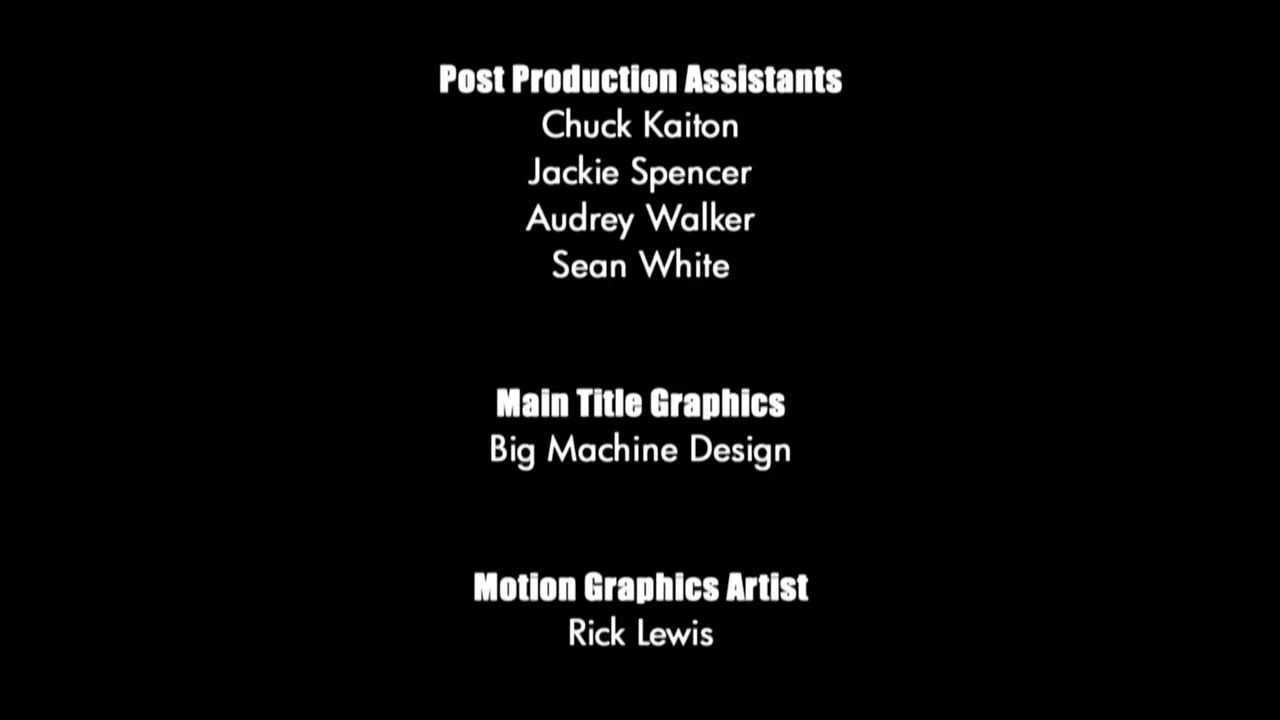 Post Production Assistants
Chuck Kaiton
Jackie Spencer
Audrey Walker
Sean White
Main Title Graphics
Big Machine Design
Motion Graphics Artist
Rick Lewis